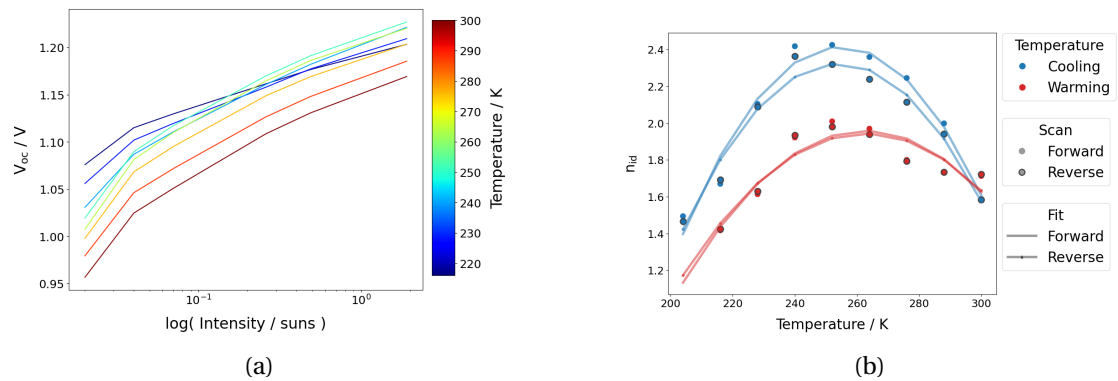 1.20
1.15
1.10
1.05
1.00
0.95
V_oc / V
10⁻¹
10⁰
log( Intensity / suns )
300
290
280
270
260
250
240
230
220
Temperature / K
(a)
2.4
2.2
2.0
1.8
1.6
1.4
1.2
n_id
200
220
240
260
280
300
Temperature / K
Temperature
Cooling
Warming
Scan
Forward
Reverse
Fit
Forward
Reverse
(b)